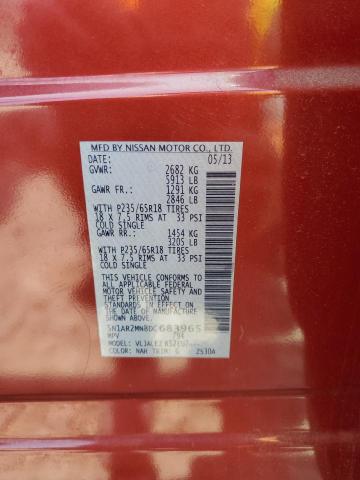 MFD BY NISSAN MOTOR CO., LTD.
DATE: 05/13
GVWR: 2682 KG
5913 LB
GAWR FR: 1291 KG
2846 LB
WITH P235/65R18 TIRES
18 X 7.5 RIMS AT 33 PSI
COLD SINGLE
GAWR RR: 1454 KG
3205 LB
WITH P235/65R18 TIRES
18 X 7.5 RIMS AT 33 PSI
COLD SINGLE
THIS VEHICLE CONFORMS TO
ALL APPLICABLE FEDERAL
MOTOR VEHICLE SAFETY AND
THEFT PREVENTION
STANDARDS IN EFFECT ON
THE DATE OF MANUFACTURE
SHOWN ABOVE.
5N1AR2MN8DC683965
MPV
MODEL:
COLOR: NAH TRIM: G 2530A